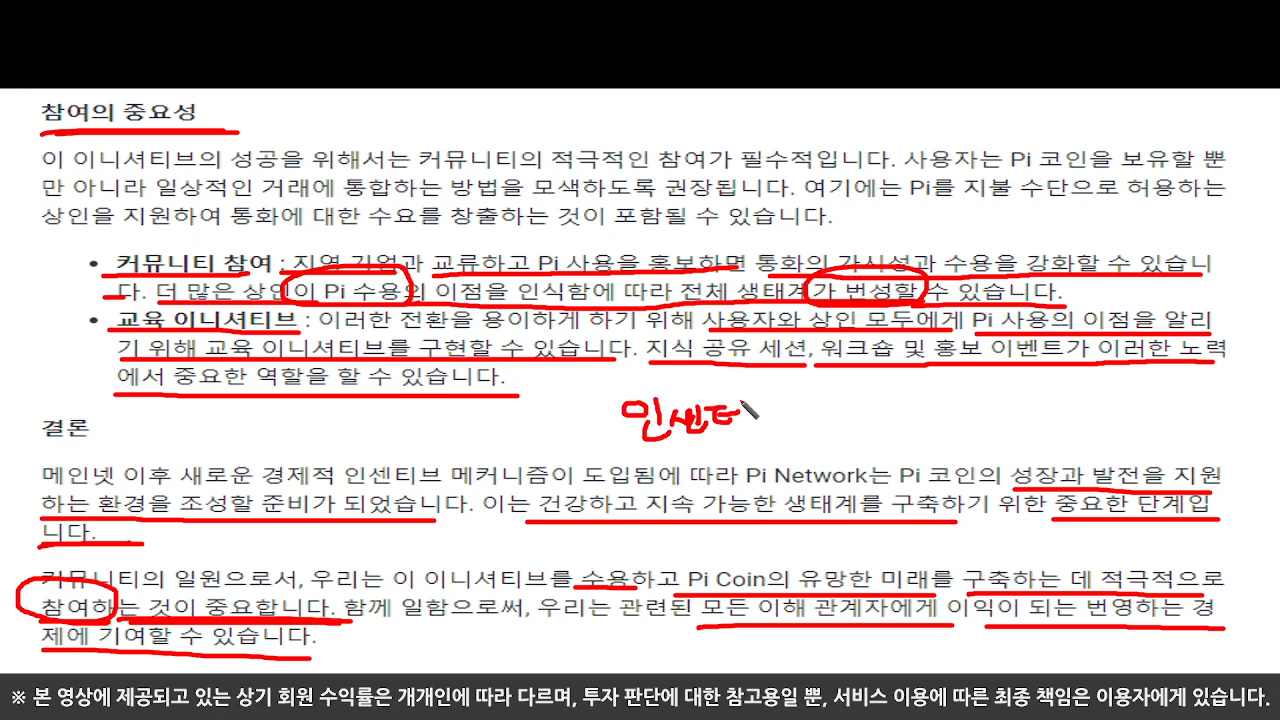 참여의 중요성
이 이니셔티브의 성공을 위해서는 커뮤니티의 적극적인 참여가 필수적입니다. 사용자는 Pi 코인을 보유할 뿐
만 아니라 일상적인 거래에 통합하는 방법을 모색하도록 권장됩니다. 여기에는 Pi를 지불 수단으로 허용하는
상인을 지원하여 통화에 대한 수요를 창출하는 것이 포함될 수 있습니다.
• 커뮤니티 참여 : 지역 기업과 교류하고 Pi 사용을 홍보하면 통화의 가시성과 수용을 강화할 수 있습니
다. 더 많은 상인이 Pi 수용의 이점을 인식함에 따라 전체 생태계가 번성할 수 있습니다.
• 교육 이니셔티브 : 이러한 전환을 용이하게 하기 위해 사용자와 상인 모두에게 Pi 사용의 이점을 알리
기 위해 교육 이니셔티브를 구현할 수 있습니다. 지식 공유 세션, 워크숍 및 홍보 이벤트가 이러한 노력
에서 중요한 역할을 할 수 있습니다.
민센터
결론
메인넷 이후 새로운 경제적 인센티브 메커니즘이 도입됨에 따라 Pi Network는 Pi 코인의 성장과 발전을 지원
하는 환경을 조성할 준비가 되었습니다. 이는 건강하고 지속 가능한 생태계를 구축하기 위한 중요한 단계입
니다.
커뮤니티의 일원으로서, 우리는 이 이니셔티브를 수용하고 Pi Coin의 유망한 미래를 구축하는 데 적극적으로
참여하는 것이 중요합니다. 함께 일함으로써, 우리는 관련된 모든 이해 관계자에게 이익이 되는 번영하는 경
제에 기여할 수 있습니다.
※ 본 영상에 제공되고 있는 상기 회원 수익률은 개개인에 따라 다르며, 투자 판단에 대한 참고용일 뿐, 서비스 이용에 따른 최종 책임은 이용자에게 있습니다.